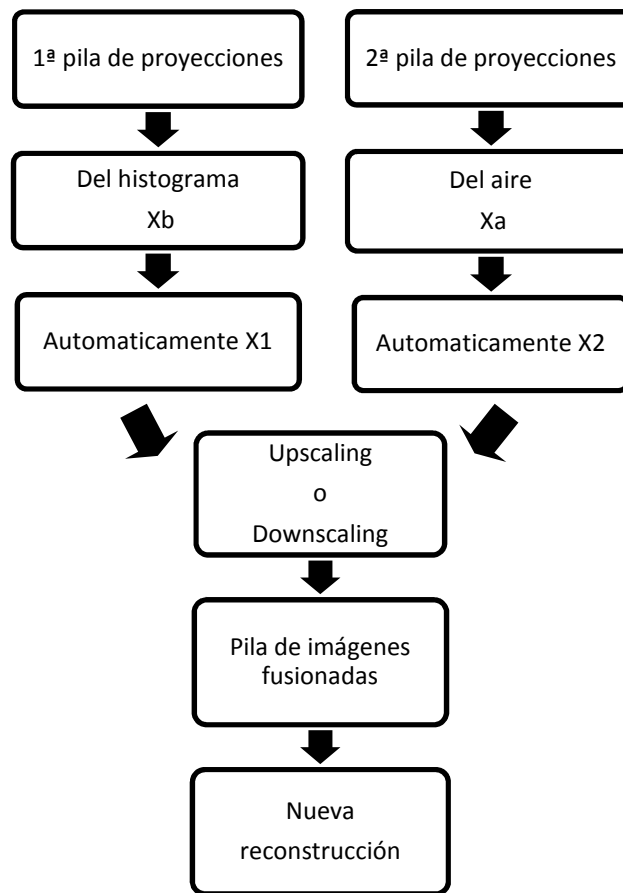 1ª pila de proyecciones
2ª pila de proyecciones
Del histograma
Xb
Del aire
Xa
Automaticamente X1
Automaticamente X2
Upscaling
o
Downscaling
Pila de imágenes
fusionadas
Nueva
reconstrucción